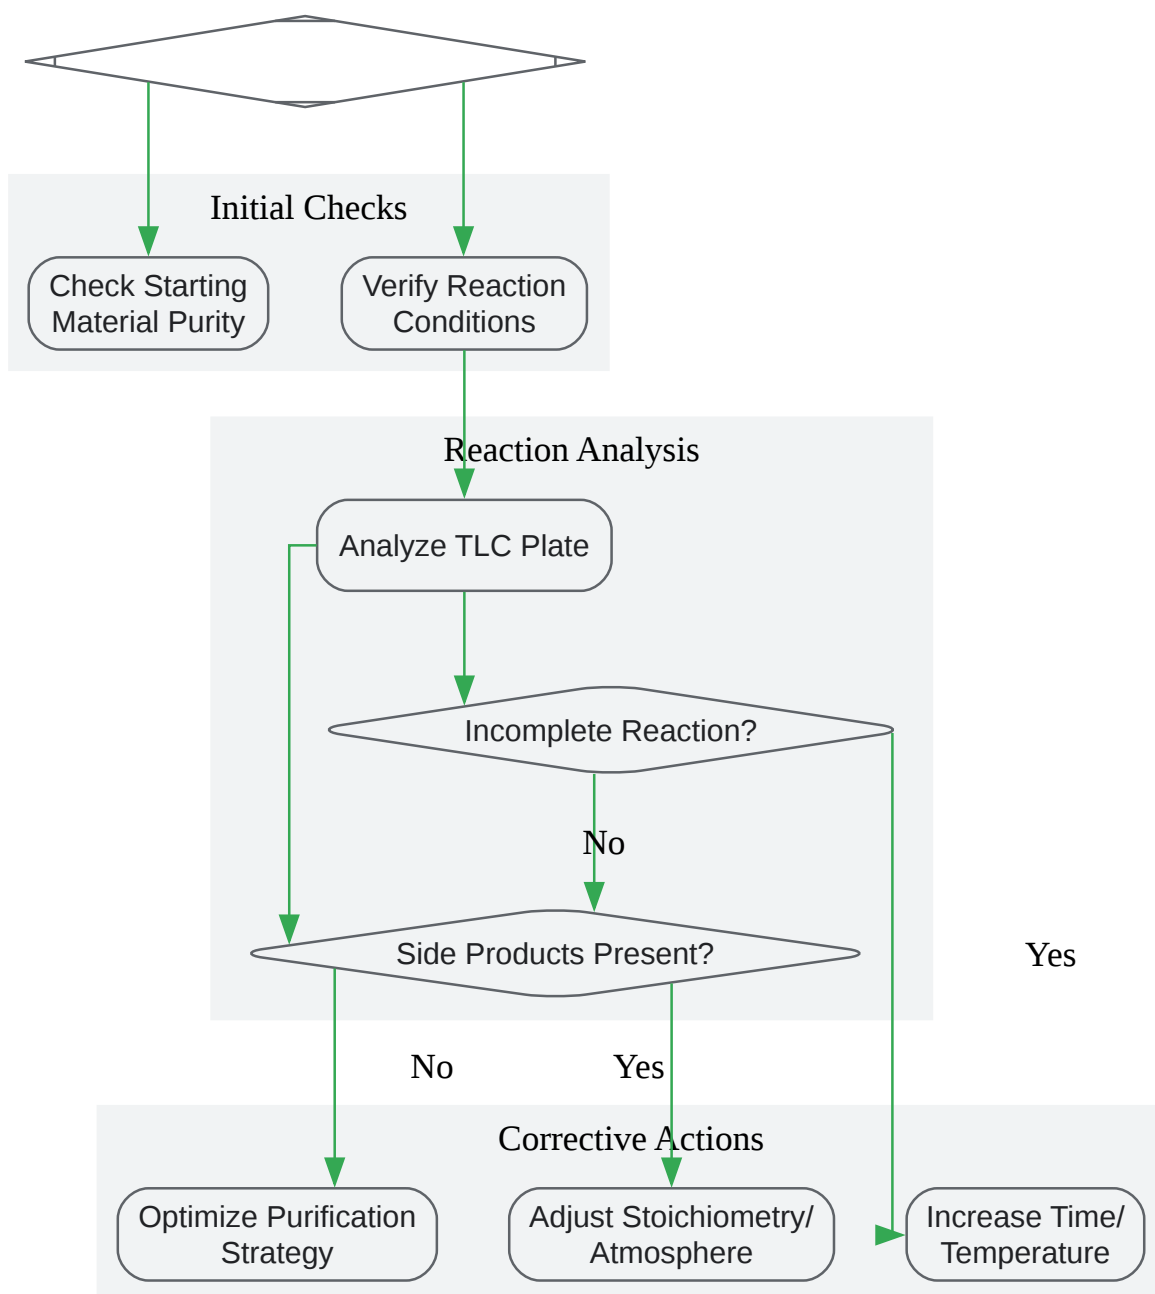 Initial Checks
Check Starting
Material Purity
Verify Reaction
Conditions
Reaction Analysis
Analyze TLC Plate
Incomplete Reaction?
No
Side Products Present?
Yes
No
Yes
Corrective Actions
Optimize Purification
Strategy
Adjust Stoichiometry/
Atmosphere
Increase Time/
Temperature